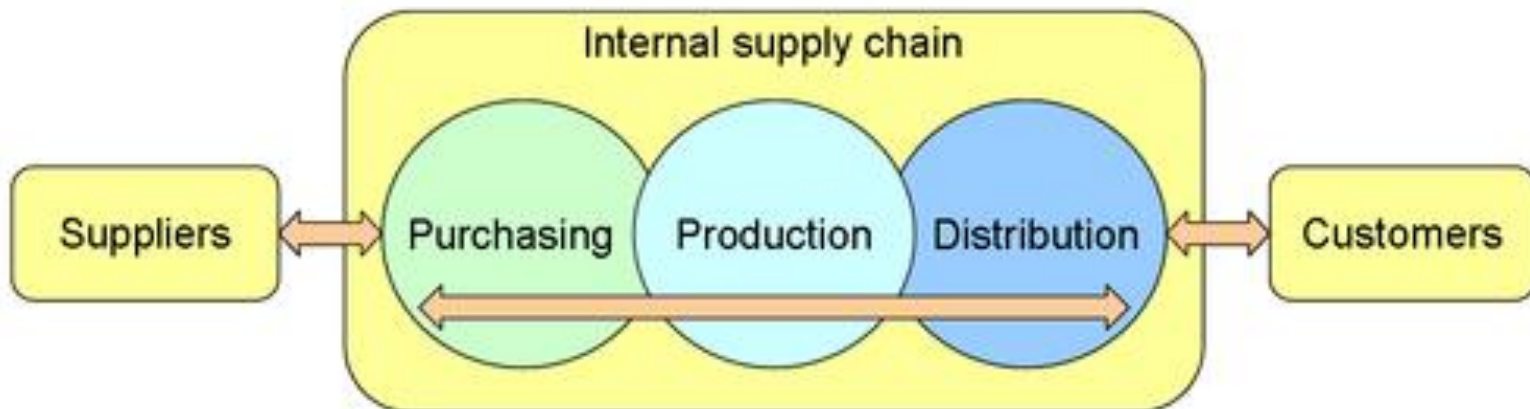 Internal supply chain
Suppliers
Purchasing
Production
Distribution
Customers